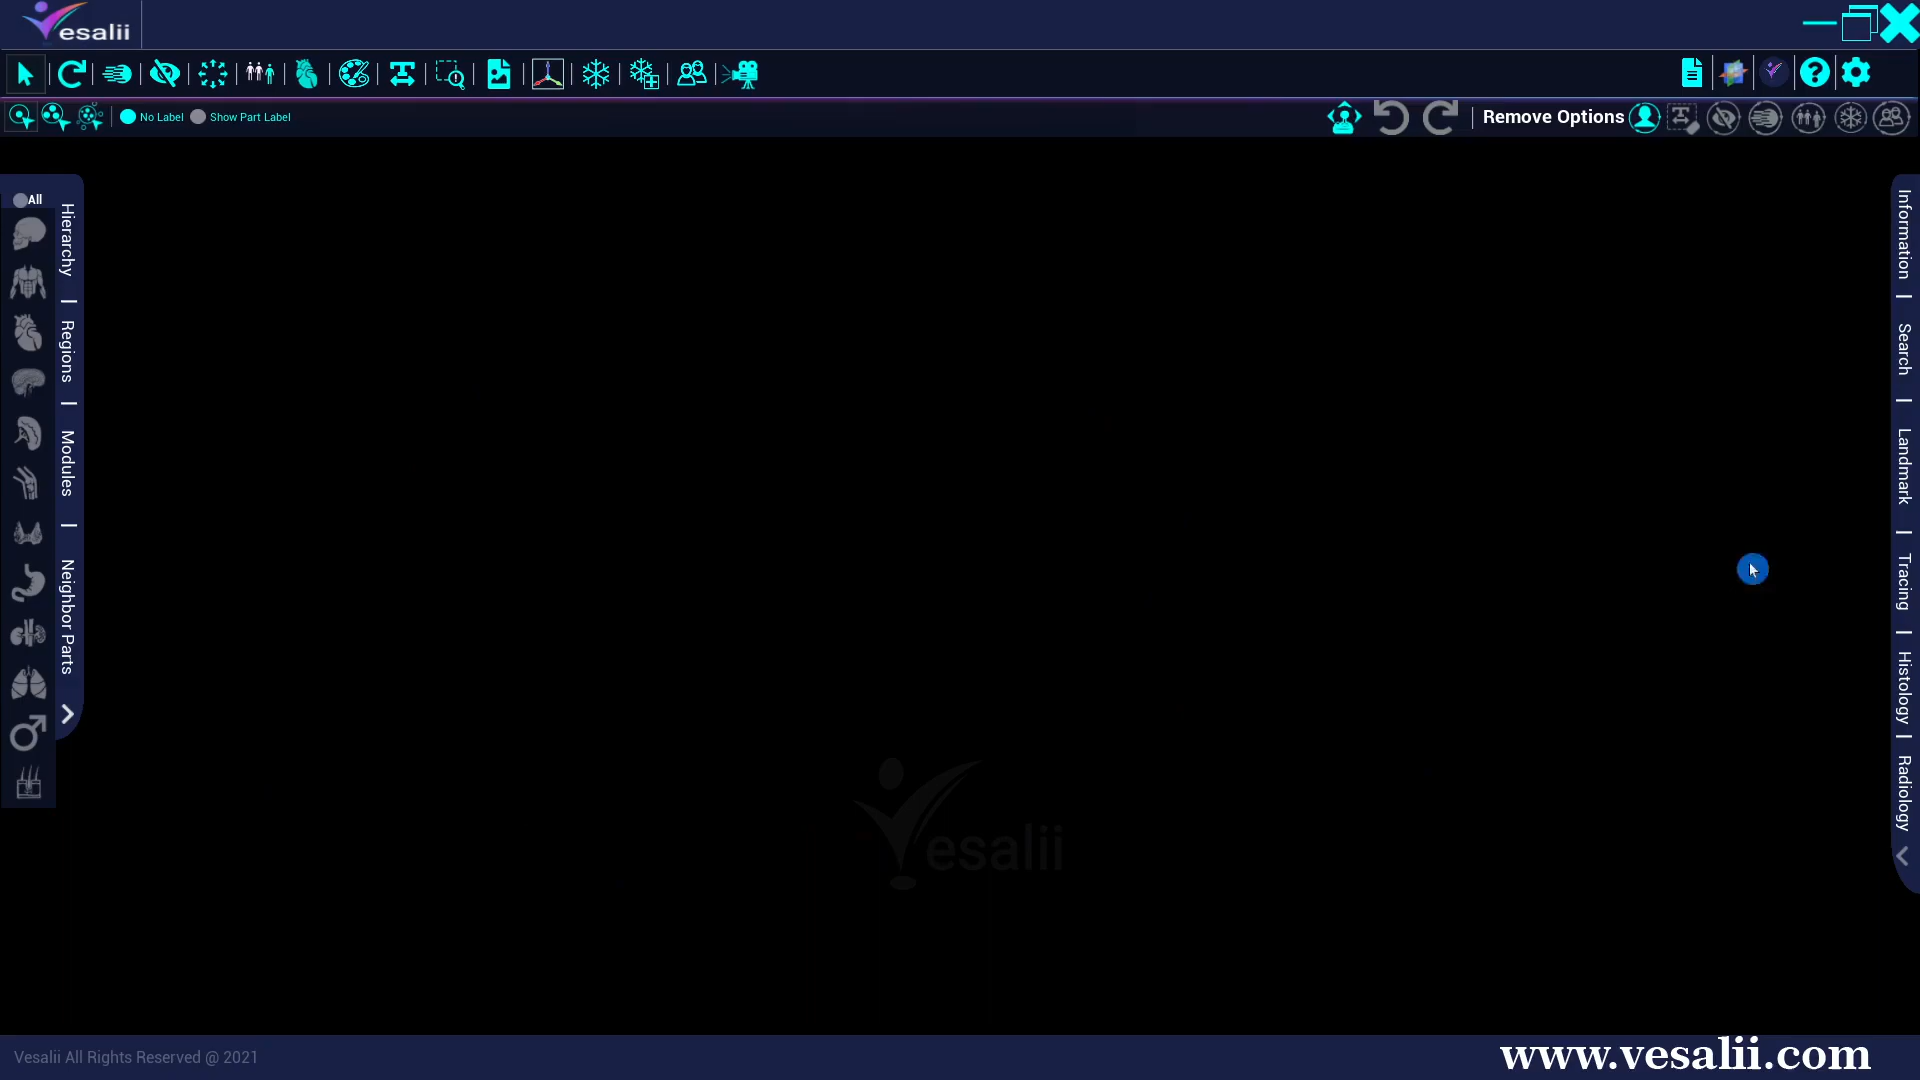 esalii
No Label
Show Part Label
Remove Options
All
Hierarchy
Regions
Modules
Neighbor Parts
Information
Search
Landmark
Tracing
Histology
Radiology
esalii
Vesalii All Rights Reserved @ 2021
www.vesalii.com